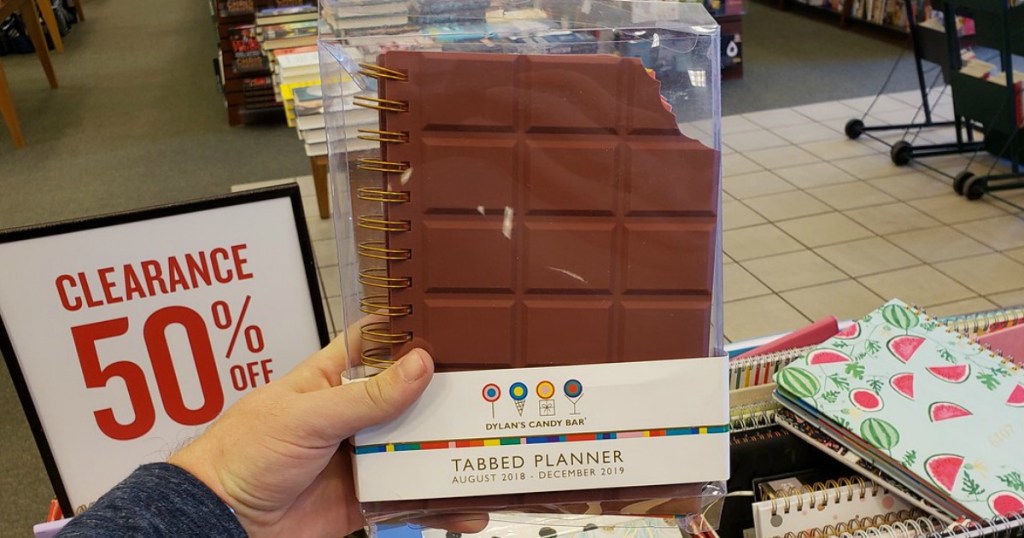 CLEARANCE
50%
OFF
DYLAN'S CANDY BAR®
TABBED PLANNER
AUGUST 2018 - DECEMBER 2019